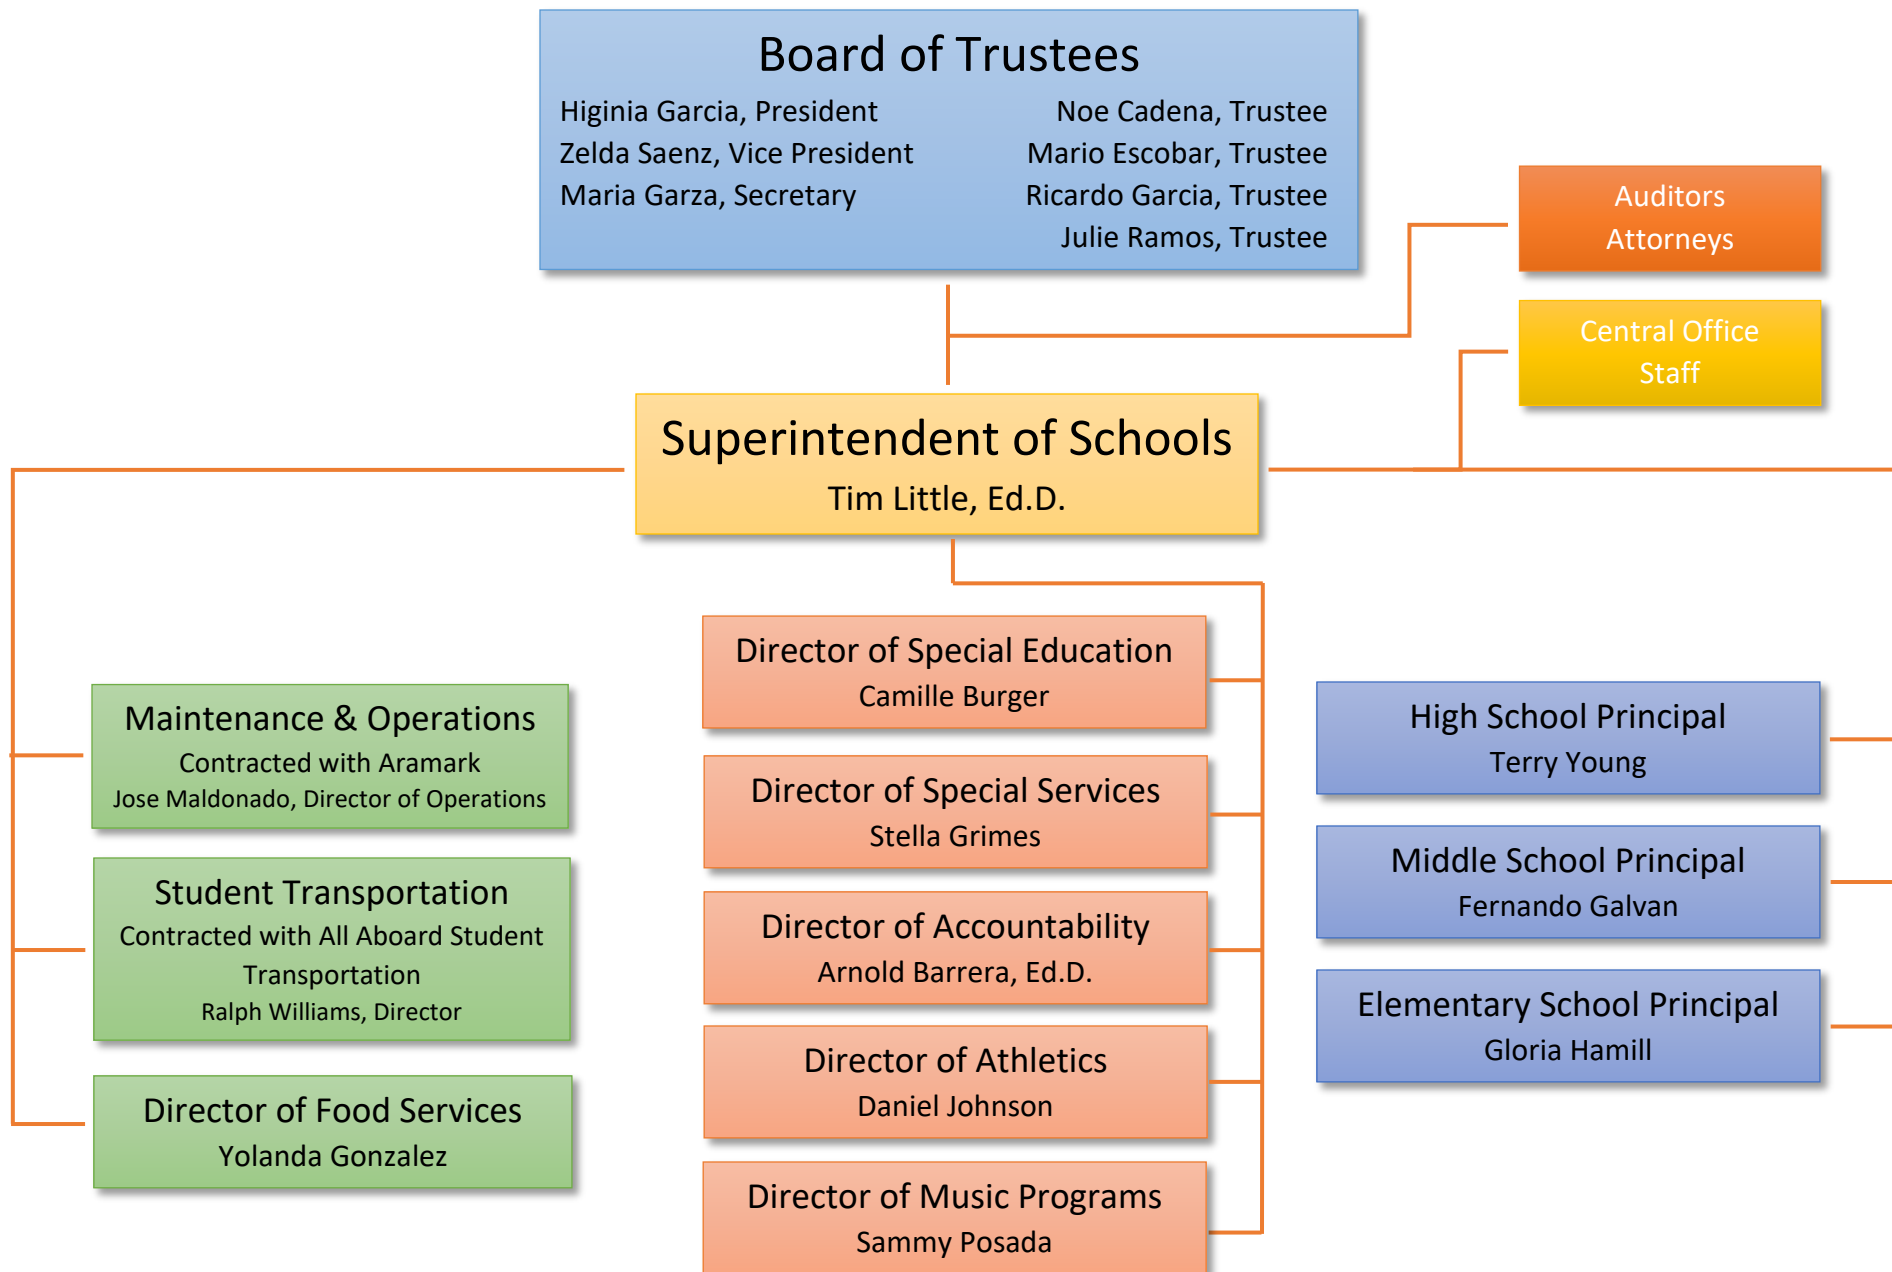 Board of Trustees
Higinia Garcia, President
Zelda Saenz, Vice President
Maria Garza, Secretary
Noe Cadena, Trustee
Mario Escobar, Trustee
Ricardo Garcia, Trustee
Julie Ramos, Trustee
Auditors
Attorneys
Central Office
Staff
Superintendent of Schools
Tim Little, Ed.D.
Maintenance & Operations
Contracted with Aramark
Jose Maldonado, Director of Operations
Student Transportation
Contracted with All Aboard Student
Transportation
Ralph Williams, Director
Director of Food Services
Yolanda Gonzalez
Director of Special Education
Camille Burger
Director of Special Services
Stella Grimes
Director of Accountability
Arnold Barrera, Ed.D.
Director of Athletics
Daniel Johnson
Director of Music Programs
Sammy Posada
High School Principal
Terry Young
Middle School Principal
Fernando Galvan
Elementary School Principal
Gloria Hamill